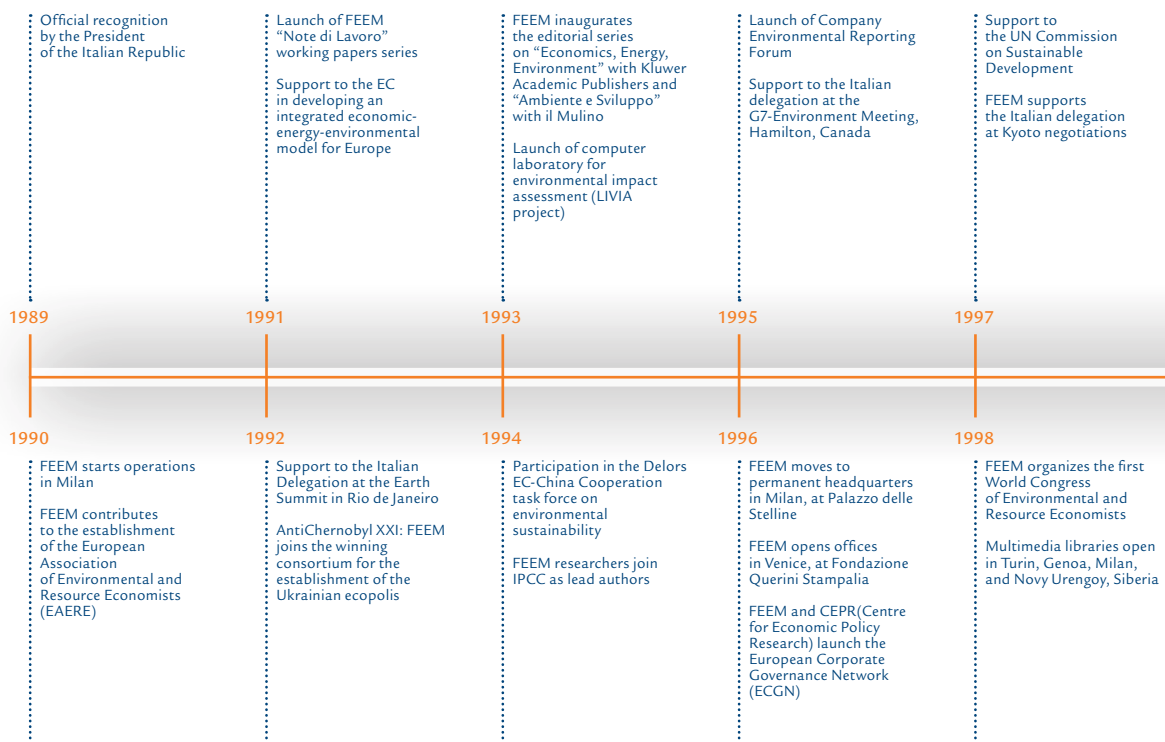 Official recognition
by the President
of the Italian Republic
Launch of FEEM
“Note di Lavoro”
working papers series
Support to the EC
in developing an
integrated economic-
energy-environmental
model for Europe
FEEM inaugurates
the editorial series
on “Economics, Energy,
Environment” with Kluwer
Academic Publishers and
“Ambiente e Sviluppo”
with il Mulino
Launch of computer
laboratory for
environmental impact
assessment (LIVIA
project)
Launch of Company
Environmental Reporting
Forum
Support to the Italian
delegation at the
G7-Environment Meeting,
Hamilton, Canada
Support to
the UN Commission
on Sustainable
Development
FEEM supports
the Italian delegation
at Kyoto negotiations
1989
1991
1993
1995
1997
1990
1992
1994
1996
1998
FEEM starts operations
in Milan
FEEM contributes
to the establishment
of the European
Association
of Environmental and
Resource Economists
(EAERE)
Support to the Italian
Delegation at the Earth
Summit in Rio de Janeiro
AntiChernobyl XXI: FEEM
joins the winning
consortium for the
establishment of the
Ukrainian ecopolis
Participation in the Delors
EC-China Cooperation
task force on
environmental
sustainability
FEEM researchers join
IPCC as lead authors
FEEM moves to
permanent headquarters
in Milan, at Palazzo delle
Stelline
FEEM opens offices
in Venice, at Fondazione
Querini Stampalia
FEEM and CEPR(Centre
for Economic Policy
Research) launch the
European Corporate
Governance Network
(ECGN)
FEEM organizes the first
World Congress
of Environmental and
Resource Economists
Multimedia libraries open
in Turin, Genoa, Milan,
and Novy Urengoy, Siberia